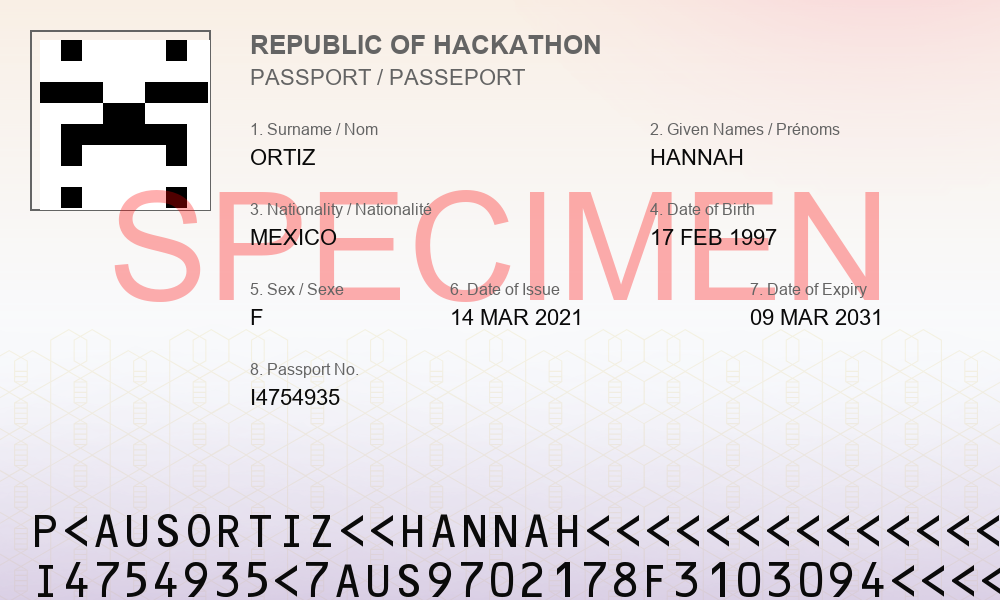 REPUBLIC OF HACKATHON
PASSPORT / PASSEPORT
1. Surname / Nom
2. Given Names / Prénoms
ORTIZ
HANNAH
SPECIMEN
3. Nationality / Nationalité
4. Date of Birth
MEXICO
17 FEB 1997
5. Sex / Sexe
6. Date of Issue
7. Date of Expiry
F
14 MAR 2021
09 MAR 2031
8. Passport No.
I4754935
P<AUSORTIZ<<HANNAH<<<<<<<<<<<<<<
I4754935<7AUS9702178F3103094<<<<